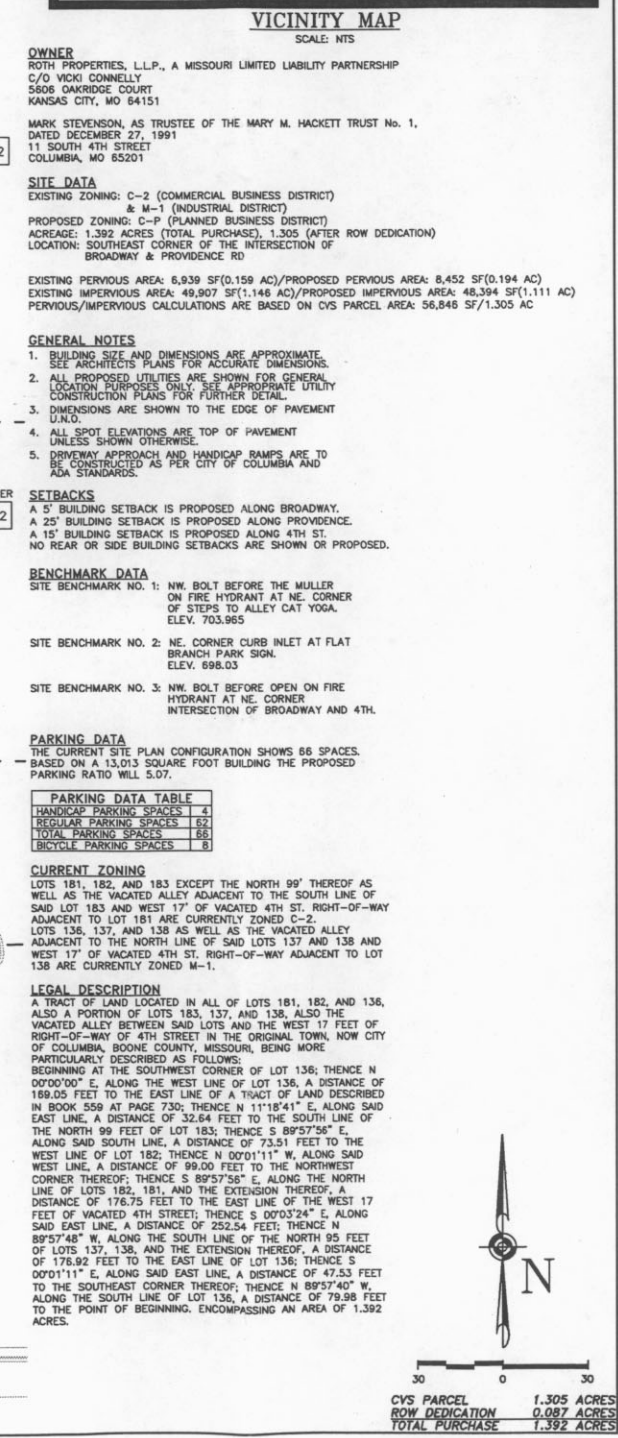 VICINITY MAP
SCALE: NTS
OWNER
ROTH PROPERTIES, L.L.P., A MISSOURI LIMITED LIABILITY PARTNERSHIP
C/O VICKI CONNELLY
5606 OAKRIDGE COURT
KANSAS CITY, MO 64151
MARK STEVENSON, AS TRUSTEE OF THE MARY M. HACKETT TRUST No. 1,
DATED DECEMBER 27, 1991
11 SOUTH 4TH STREET
COLUMBIA, MO 65201
2
SITE DATA
EXISTING ZONING: C-2 (COMMERCIAL BUSINESS DISTRICT)
& M-1 (INDUSTRIAL DISTRICT)
PROPOSED ZONING: C-P (PLANNED BUSINESS DISTRICT)
ACREAGE: 1.392 ACRES (TOTAL PURCHASE), 1.305 (AFTER ROW DEDICATION)
LOCATION: SOUTHEAST CORNER OF THE INTERSECTION OF
BROADWAY & PROVIDENCE RD
EXISTING PERVIOUS AREA: 6,939 SF(0.159 AC)/PROPOSED PERVIOUS AREA: 8,452 SF(0.194 AC)
EXISTING IMPERVIOUS AREA: 49,907 SF(1.146 AC)/PROPOSED IMPERVIOUS AREA: 48,394 SF(1.111 AC)
PERVIOUS/IMPERVIOUS CALCULATIONS ARE BASED ON CVS PARCEL AREA: 56,846 SF/1.305 AC
GENERAL NOTES
1. BUILDING SIZE AND DIMENSIONS ARE APPROXIMATE.
SEE ARCHITECTS PLANS FOR ACCURATE DIMENSIONS.
2. ALL PROPOSED UTILITIES ARE SHOWN FOR GENERAL
LOCATION PURPOSES ONLY. SEE APPROPRIATE UTILITY
CONSTRUCTION PLANS FOR FURTHER DETAIL.
3. DIMENSIONS ARE SHOWN TO THE EDGE OF PAVEMENT
U.N.O.
4. ALL SPOT ELEVATIONS ARE TOP OF PAVEMENT
UNLESS SHOWN OTHERWISE.
5. DRIVEWAY APPROACH AND HANDICAP RAMPS ARE TO
BE CONSTRUCTED AS PER CITY OF COLUMBIA AND
ADA STANDARDS.
ER
2
SETBACKS
A 5' BUILDING SETBACK IS PROPOSED ALONG BROADWAY.
A 25' BUILDING SETBACK IS PROPOSED ALONG PROVIDENCE.
A 15' BUILDING SETBACK IS PROPOSED ALONG 4TH ST.
NO REAR OR SIDE BUILDING SETBACKS ARE SHOWN OR PROPOSED.
BENCHMARK DATA
SITE BENCHMARK NO. 1: NW. BOLT BEFORE THE MULLER
ON FIRE HYDRANT AT NE. CORNER
OF STEPS TO ALLEY CAT YOGA.
ELEV. 703.965
SITE BENCHMARK NO. 2: NE. CORNER CURB INLET AT FLAT
BRANCH PARK SIGN.
ELEV. 698.03
SITE BENCHMARK NO. 3: NW. BOLT BEFORE OPEN ON FIRE
HYDRANT AT NE. CORNER
INTERSECTION OF BROADWAY AND 4TH.
PARKING DATA
THE CURRENT SITE PLAN CONFIGURATION SHOWS 66 SPACES.
BASED ON A 13,013 SQUARE FOOT BUILDING THE PROPOSED
PARKING RATIO WILL 5.07.
PARKING DATA TABLE
HANDICAP PARKING SPACES 4
REGULAR PARKING SPACES 62
TOTAL PARKING SPACES 66
BICYCLE PARKING SPACES 8
CURRENT ZONING
LOTS 181, 182, AND 183 EXCEPT THE NORTH 99' THEREOF AS
WELL AS THE VACATED ALLEY ADJACENT TO THE SOUTH LINE OF
SAID LOT 183 AND WEST 17' OF VACATED 4TH ST. RIGHT-OF-WAY
ADJACENT TO LOT 181 ARE CURRENTLY ZONED C-2.
LOTS 136, 137, AND 138 AS WELL AS THE VACATED ALLEY
ADJACENT TO THE NORTH LINE OF SAID LOTS 137 AND 138 AND
WEST 17' OF VACATED 4TH ST. RIGHT-OF-WAY ADJACENT TO LOT
138 ARE CURRENTLY ZONED M-1.
LEGAL DESCRIPTION
A TRACT OF LAND LOCATED IN ALL OF LOTS 181, 182, AND 136,
ALSO A PORTION OF LOTS 183, 137, AND 138, ALSO THE
VACATED ALLEY BETWEEN SAID LOTS AND THE WEST 17 FEET OF
RIGHT-OF-WAY OF 4TH STREET IN THE ORIGINAL TOWN, NOW CITY
OF COLUMBIA, BOONE COUNTY, MISSOURI, BEING MORE
PARTICULARLY DESCRIBED AS FOLLOWS:
BEGINNING AT THE SOUTHWEST CORNER OF LOT 136; THENCE N
00°00'00" E, ALONG THE WEST LINE OF LOT 136, A DISTANCE OF
169.05 FEET TO THE EAST LINE OF A TRACT OF LAND DESCRIBED
IN BOOK 559 AT PAGE 730; THENCE N 11°18'41" E, ALONG SAID
EAST LINE, A DISTANCE OF 32.64 FEET TO THE SOUTH LINE OF
THE NORTH 99 FEET OF LOT 183; THENCE S 89°57'56" E,
ALONG SAID SOUTH LINE, A DISTANCE OF 73.51 FEET TO THE
WEST LINE OF LOT 182; THENCE N 00°01'11" W, ALONG SAID
WEST LINE, A DISTANCE OF 99.00 FEET TO THE NORTHWEST
CORNER THEREOF; THENCE S 89°57'56" E, ALONG THE NORTH
LINE OF LOTS 182, 181, AND THE EXTENSION THEREOF, A
DISTANCE OF 176.75 FEET TO THE EAST LINE OF THE WEST 17
FEET OF VACATED 4TH STREET; THENCE S 00°03'24" E, ALONG
SAID EAST LINE, A DISTANCE OF 252.54 FEET; THENCE N
89°57'48" W, ALONG THE SOUTH LINE OF THE NORTH 95 FEET
OF LOTS 137, 138, AND THE EXTENSION THEREOF, A DISTANCE
OF 176.92 FEET TO THE EAST LINE OF LOT 136; THENCE S
00°01'11" E, ALONG SAID EAST LINE, A DISTANCE OF 47.53 FEET
TO THE SOUTHEAST CORNER THEREOF; THENCE N 89°57'40" W,
ALONG THE SOUTH LINE OF LOT 136, A DISTANCE OF 79.98 FEET
TO THE POINT OF BEGINNING. ENCOMPASSING AN AREA OF 1.392
ACRES.
N
30 0 30
CVS PARCEL 1.305 ACRES
ROW DEDICATION 0.087 ACRES
TOTAL PURCHASE 1.392 ACRES